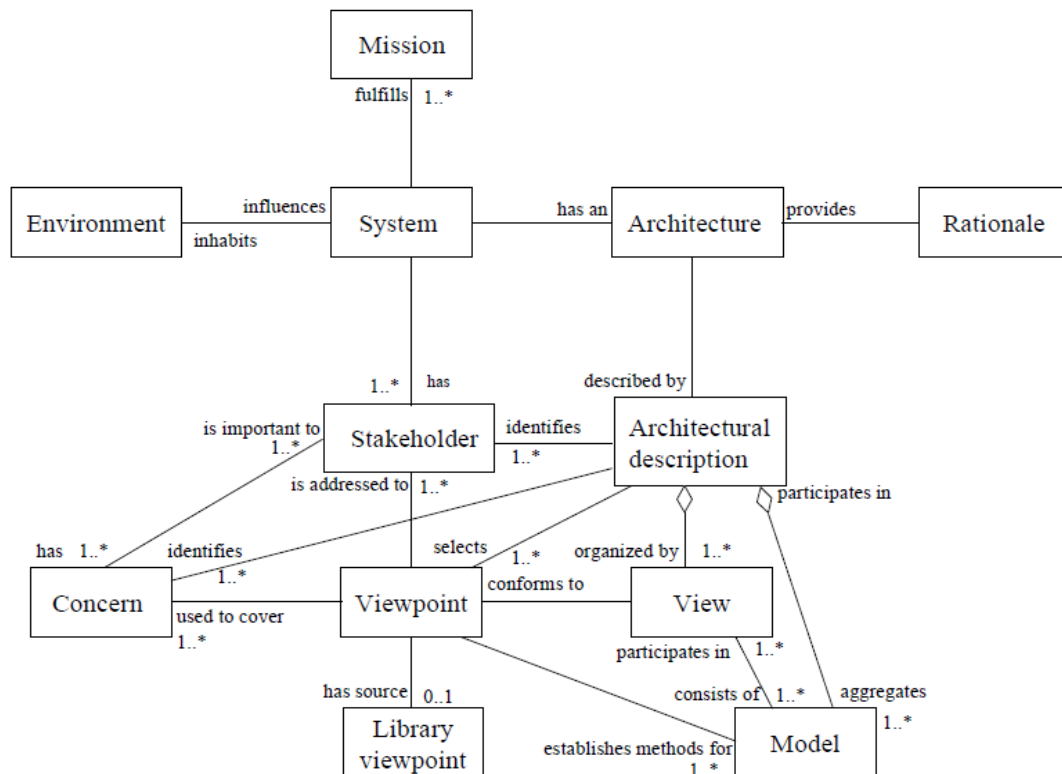 Mission
fulfills
1..*
Environment
influences
inhabits
System
has an
Architecture
provides
Rationale
1..*
has
described by
is important to
1..*
Stakeholder
identifies
1..*
Architectural
description
is addressed to
1..*
participates in
has
1..*
identifies
1..*
selects
1..*
organized by
1..*
Concern
used to cover
1..*
Viewpoint
conforms to
View
participates in
1..*
has source
0..1
consists of
1..*
aggregates
1..*
Library
viewpoint
establishes methods for
1..*
Model